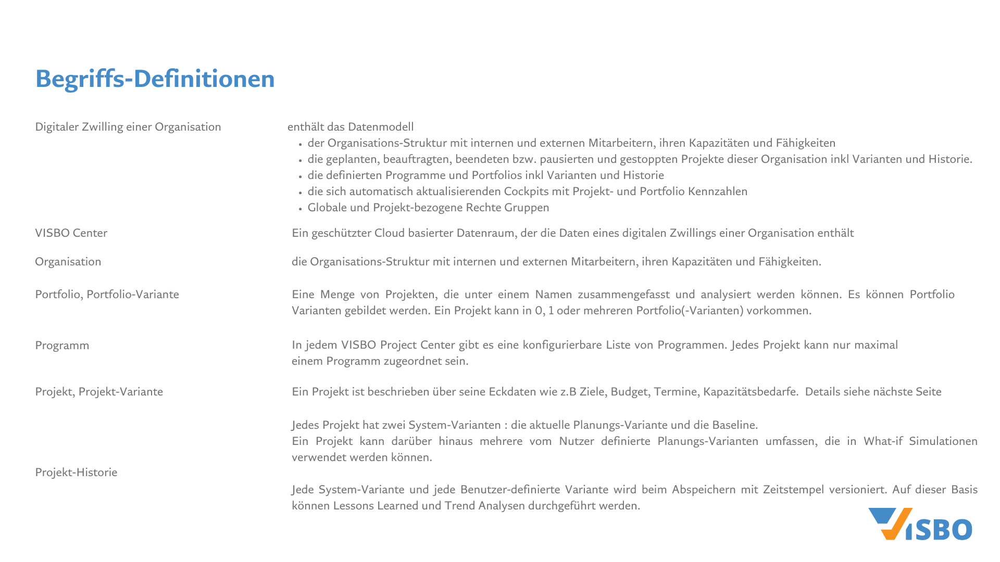 Begriffs-Definitionen
Digitaler Zwilling einer Organisation
enthält das Datenmodell
• der Organisations-Struktur mit internen und externen Mitarbeitern, ihren Kapazitäten und Fähigkeiten
• die geplanten, beauftragten, beendeten bzw. pausierten und gestoppten Projekte dieser Organisation inkl Varianten und Historie.
• die definierten Programme und Portfolios inkl Varianten und Historie
• die sich automatisch aktualisierenden Cockpits mit Projekt- und Portfolio Kennzahlen
• Globale und Projekt-bezogene Rechte Gruppen
VISBO Center
Ein geschützter Cloud basierter Datenraum, der die Daten eines digitalen Zwillings einer Organisation enthält
Organisation
die Organisations-Struktur mit internen und externen Mitarbeitern, ihren Kapazitäten und Fähigkeiten.
Portfolio, Portfolio-Variante
Eine Menge von Projekten, die unter einem Namen zusammengefasst und analysiert werden können. Es können Portfolio
Varianten gebildet werden. Ein Projekt kann in 0, 1 oder mehreren Portfolio(-Varianten) vorkommen.
Programm
In jedem VISBO Project Center gibt es eine konfigurierbare Liste von Programmen. Jedes Projekt kann nur maximal
einem Programm zugeordnet sein.
Projekt, Projekt-Variante
Ein Projekt ist beschrieben über seine Eckdaten wie z.B Ziele, Budget, Termine, Kapazitätsbedarfe.  Details siehe nächste Seite
Jedes Projekt hat zwei System-Varianten : die aktuelle Planungs-Variante und die Baseline.
Ein Projekt kann darüber hinaus mehrere vom Nutzer definierte Planungs-Varianten umfassen, die in What-if Simulationen
verwendet werden können.
Projekt-Historie
Jede System-Variante und jede Benutzer-definierte Variante wird beim Abspeichern mit Zeitstempel versioniert. Auf dieser Basis
können Lessons Learned und Trend Analysen durchgeführt werden.
VISBO